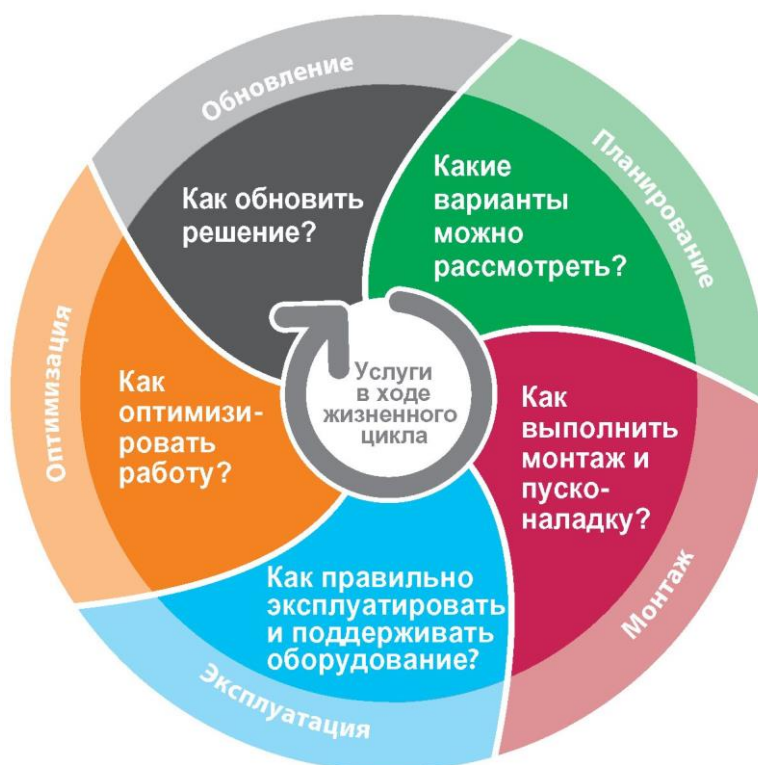 Обновление
Как обновить
решение?
Планирование
Какие
варианты
можно
рассмотреть?
Монтаж
Как
выполнить
монтаж и
пуско-
наладку?
Эксплуатация
Как правильно
эксплуатировать
и поддерживать
оборудование?
Оптимизация
Как
оптимизи-
ровать
работу?
Услуги
в ходе
жизненного
цикла